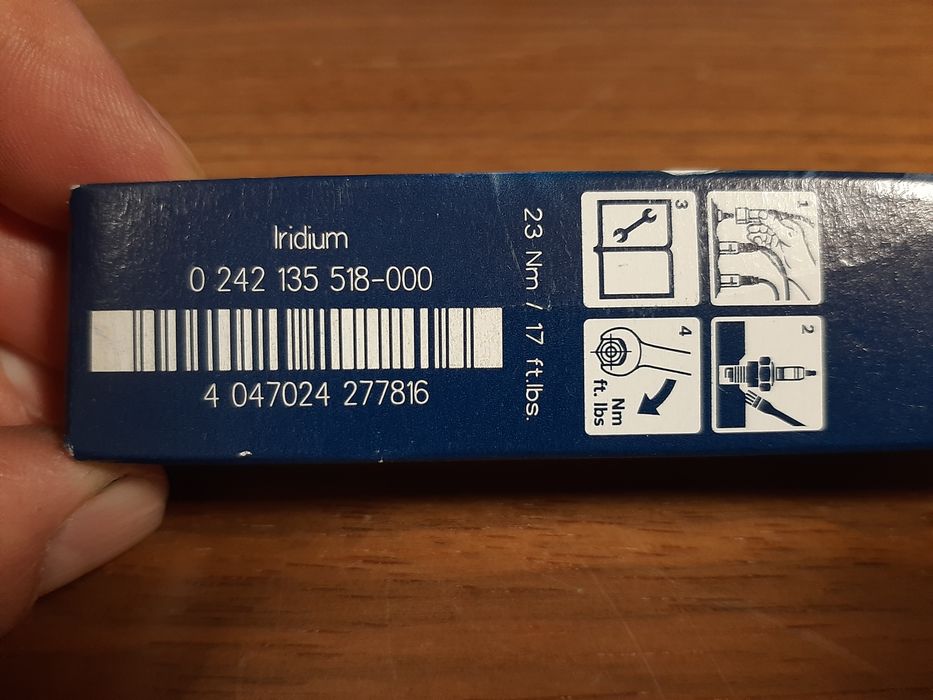 Iridium
0 242 135 518-000
4 047024 277816
23 Nm / 17 ft.lbs.
1
2
3
4
Nm
ft. lbs